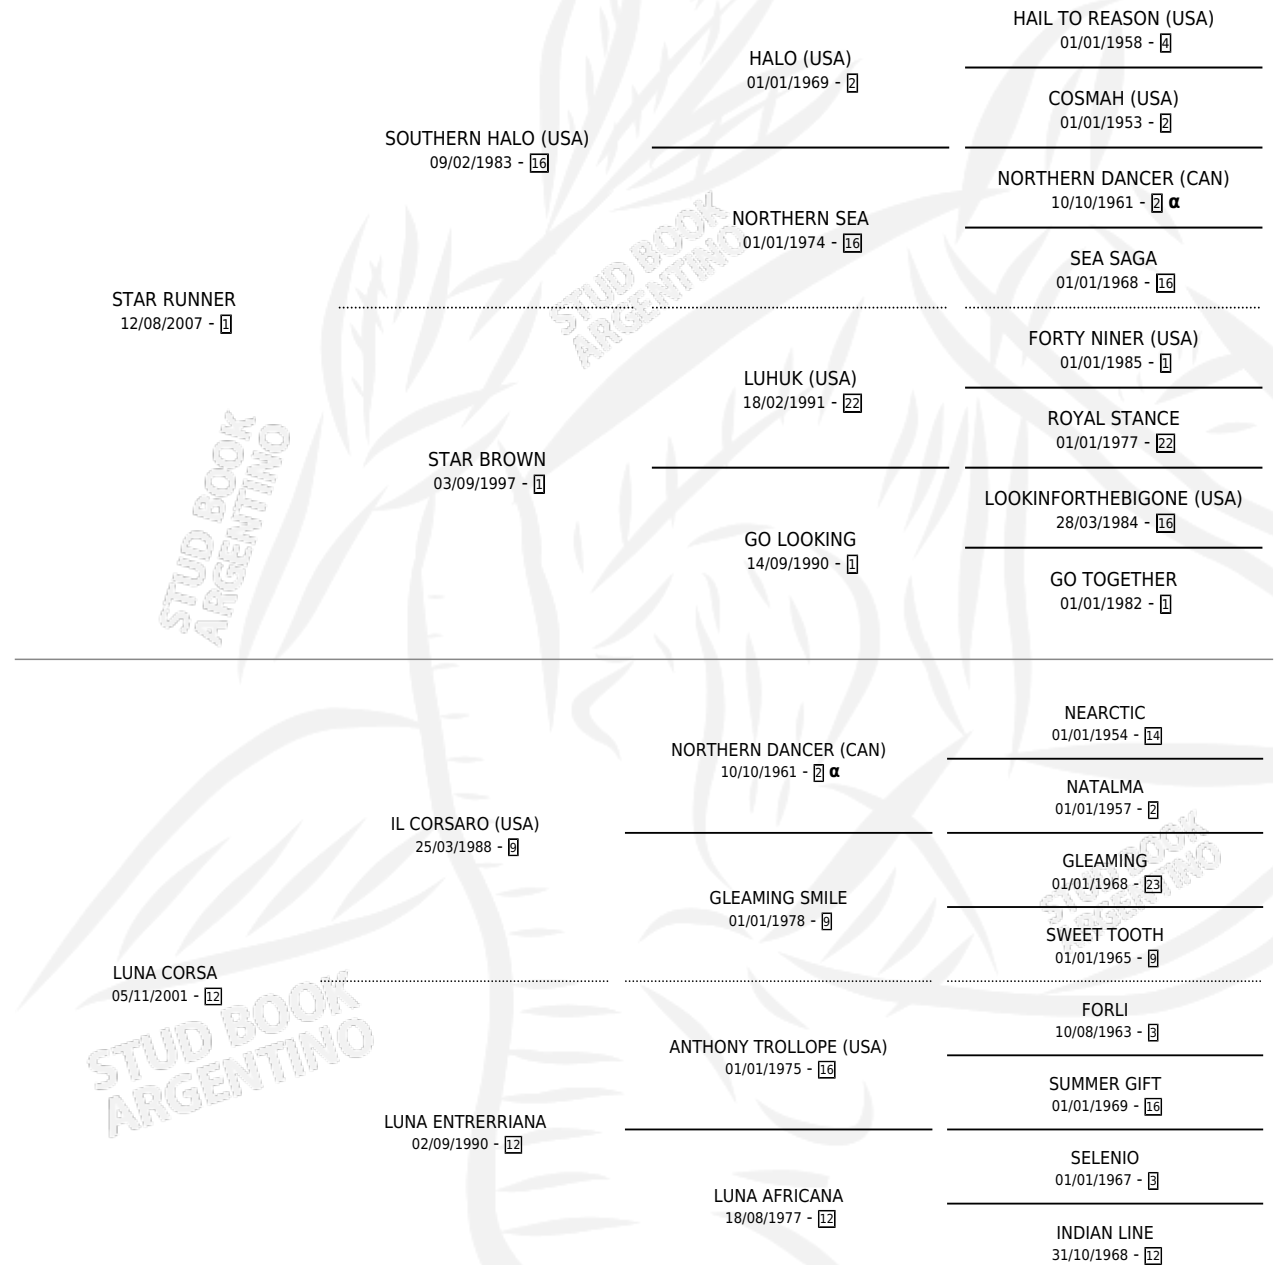 HAIL TO REASON (USA)
01/01/1958 - 4
HALO (USA)
01/01/1969 - 2
COSMAH (USA)
01/01/1953 - 2
SOUTHERN HALO (USA)
09/02/1983 - 16
NORTHERN DANCER (CAN)
10/10/1961 - 2 α
NORTHERN SEA
01/01/1974 - 16
SEA SAGA
01/01/1968 - 16
STAR RUNNER
12/08/2007 - 1
FORTY NINER (USA)
01/01/1985 - 1
LUHUK (USA)
18/02/1991 - 22
ROYAL STANCE
01/01/1977 - 22
STAR BROWN
03/09/1997 - 1
LOOKINFORTHEBIGONE (USA)
28/03/1984 - 16
GO LOOKING
14/09/1990 - 1
GO TOGETHER
01/01/1982 - 1
NEARCTIC
01/01/1954 - 14
NORTHERN DANCER (CAN)
10/10/1961 - 2 α
NATALMA
01/01/1957 - 2
IL CORSARO (USA)
25/03/1988 - 9
GLEAMING
01/01/1968 - 23
GLEAMING SMILE
01/01/1978 - 9
SWEET TOOTH
01/01/1965 - 9
LUNA CORSA
05/11/2001 - 12
FORLI
10/08/1963 - 3
ANTHONY TROLLOPE (USA)
01/01/1975 - 16
SUMMER GIFT
01/01/1969 - 16
LUNA ENTRERRIANA
02/09/1990 - 12
SELENIO
01/01/1967 - 3
LUNA AFRICANA
18/08/1977 - 12
INDIAN LINE
31/10/1968 - 12
STUD BOOK
ARGENTINO
STUD BOOK
ARGENTINO
STUD BOOK
ARGENTINO
STUD BOOK
ARGENTINO